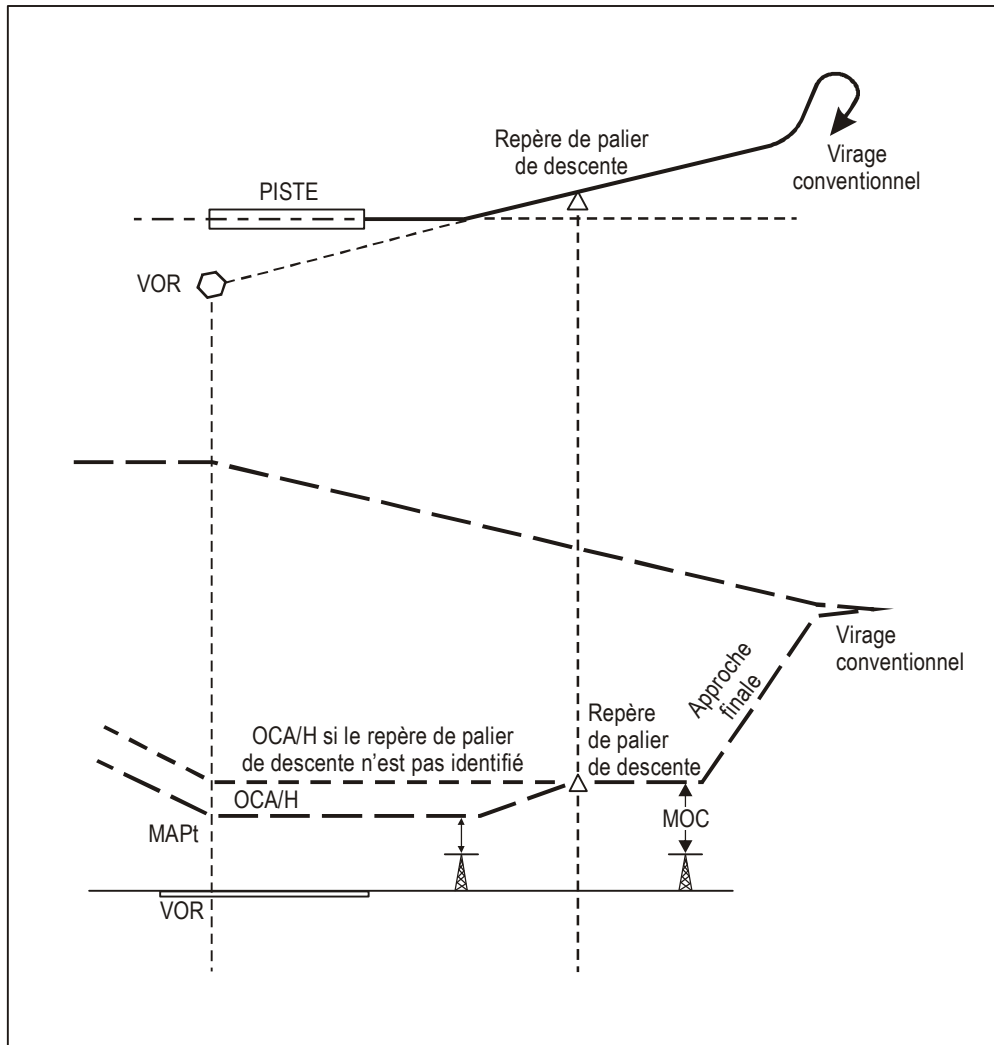 Repère de palier
de descente
Virage
conventionnel
PISTE
VOR
Virage
conventionnel
Approche
finale
Repère
de palier
de descente
OCA/H si le repère de palier
de descente n'est pas identifié
OCA/H
MOC
MAPt
VOR